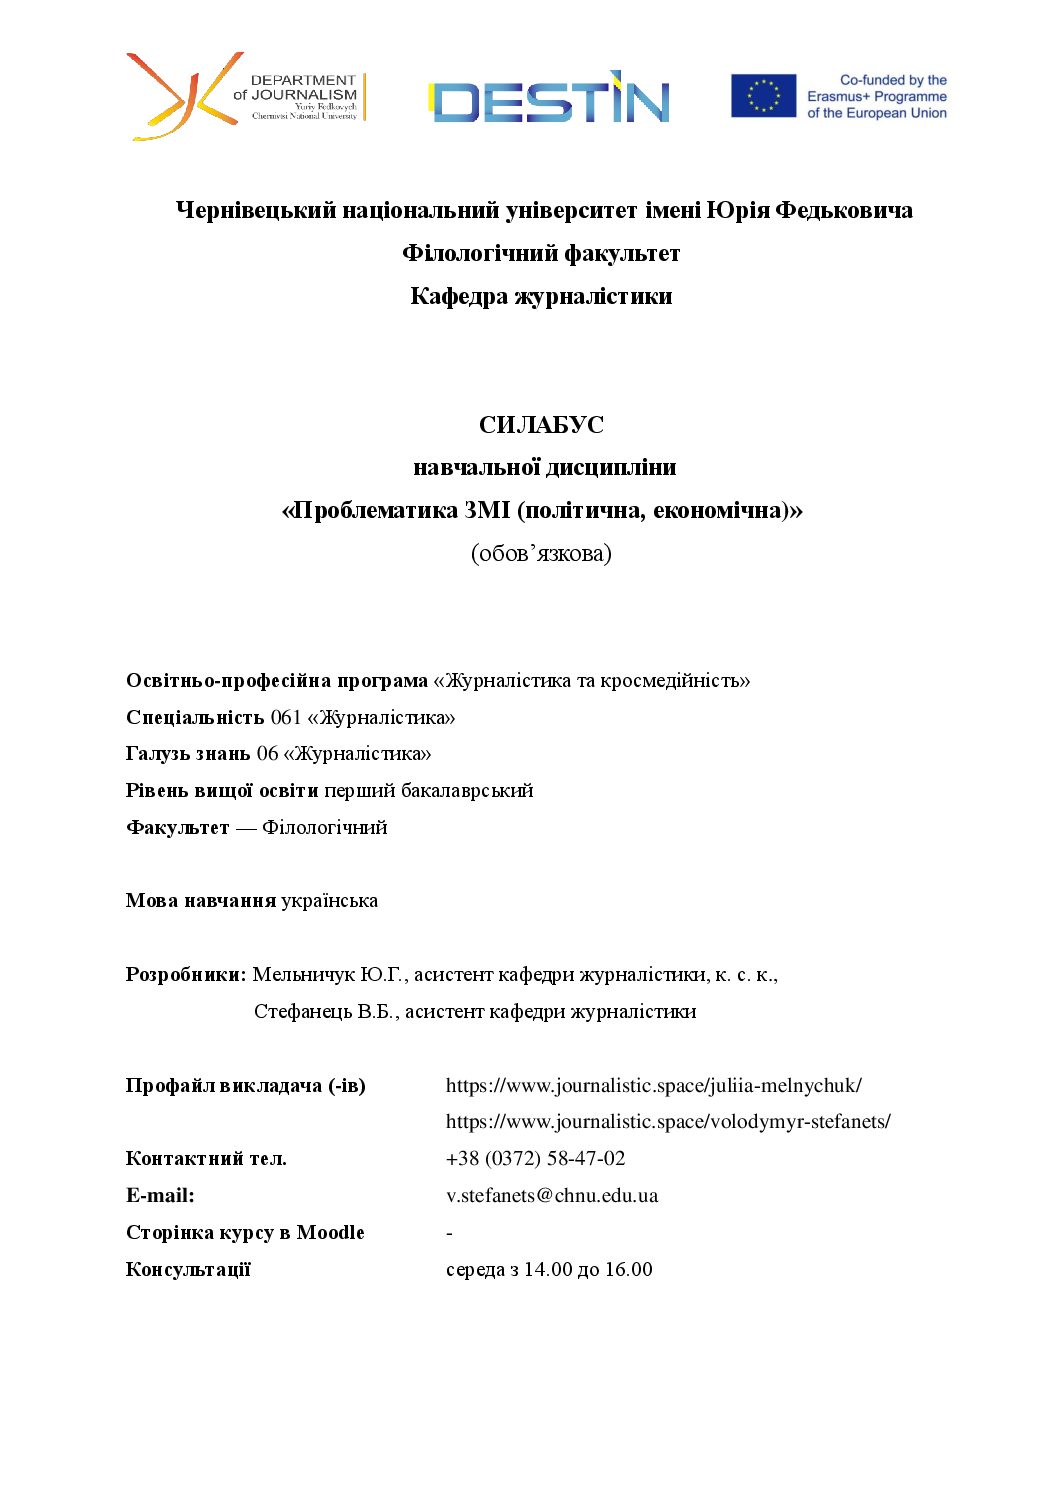 DEPARTMENT
of JOURNALISM
Yuriy Fedkovych
Chernivtsi National University
DESTIN
Co-funded by the
Erasmus+ Programme
of the European Union
Чернівецький національний університет імені Юрія Федьковича
Філологічний факультет
Кафедра журналістики
СИЛАБУС
навчальної дисципліни
«Проблематика ЗМІ (політична, економічна)»
(обов’язкова)
Освітньо-професійна програма «Журналістика та кросмедійність»
Спеціальність 061 «Журналістика»
Галузь знань 06 «Журналістика»
Рівень вищої освіти перший бакалаврський
Факультет — Філологічний
Мова навчання українська
Розробники: Мельничук Ю.Г., асистент кафедри журналістики, к. с. к.,
Стефанець В.Б., асистент кафедри журналістики
Профайл викладача (-ів) https://www.journalistic.space/juliia-melnychuk/
https://www.journalistic.space/volodymyr-stefanets/
Контактний тел. +38 (0372) 58-47-02
E-mail: v.stefanets@chnu.edu.ua
Сторінка курсу в Moodle -
Консультації середа з 14.00 до 16.00